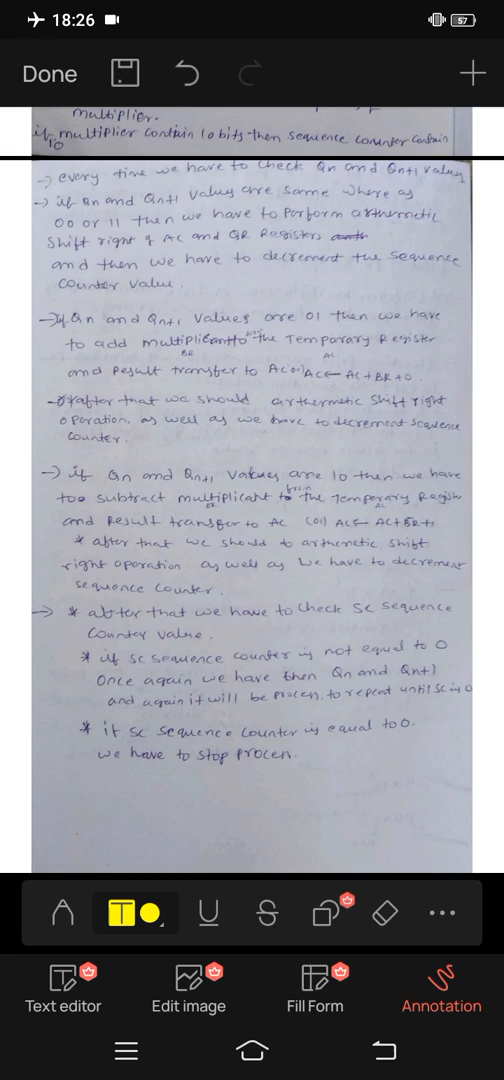 18:26
57
Done
multiplier.
if multiplier contain 10 bits then sequence counter contain
10
→ every time we have to check Qn and Qn+1 values
→ if Qn and Qn+1 values are same where as
00 or 11 then we have to perform arthemetic
shift right of AC and QR Registers
and then we have to decrement the sequence
counter value.
→ if Qn and Qn+1 values are 01 then we have
to add multiplicant to the Temporary Register
BR AC
and result transfer to AC (or) AC ← AC + BR + 0.
after that we should arthermatic shift right
operation. as well as we have to decrement sequence
counter.
→ if Qn and Qn+1 values are 10 then we have
too subtract multiplicant from the Temperary Register
BR AC
and Result transfer to AC (or) AC ← AC + BR + 1
* after that we should do arthenetic shift
right operation as well as we have to decrement
sequence counter.
→ * abter that we have to check SC sequence
counter value.
* if SC sequence counter is not equal to 0
once again we have then Qn and Qn+1
and again it will be process, to repeat until SC is 0
* if SC sequence counter is equal to 0.
we have to stop process.
Text editor
Edit image
Fill Form
Annotation